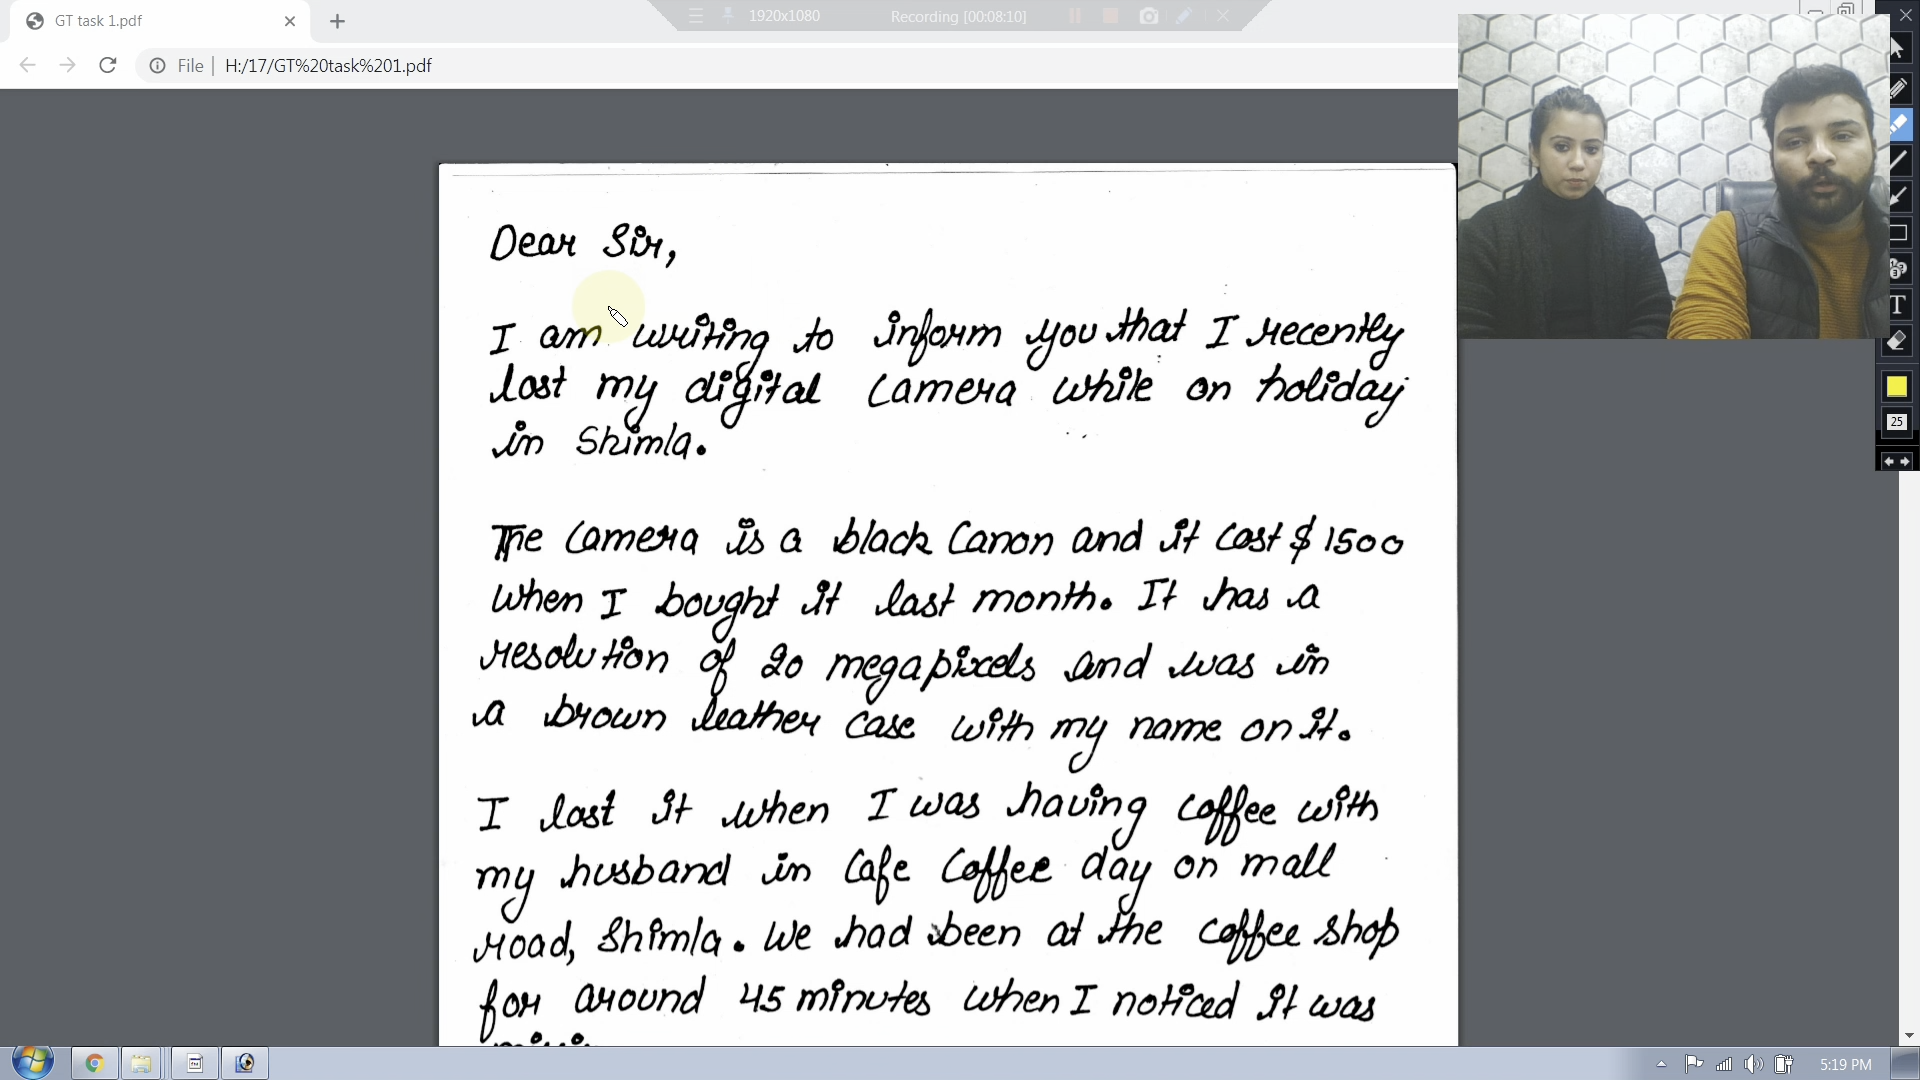 GT task 1.pdf
1920x1080
Recording [00:08:10]
File
H:/17/GT%20task%201.pdf
T
25
Dear Sir,
I am writing to inform you that I recently
lost my digital camera while on holiday
in Shimla.
The camera is a black Canon and it cost $1500
when I bought it last month. It has a
resolution of 20 megapixels and was in
a brown leather case with my name on it.
I lost it when I was having coffee with
my husband in Cafe Coffee day on mall
road, Shimla. We had been at the coffee shop
for around 45 minutes when I noticed it was
5:19 PM